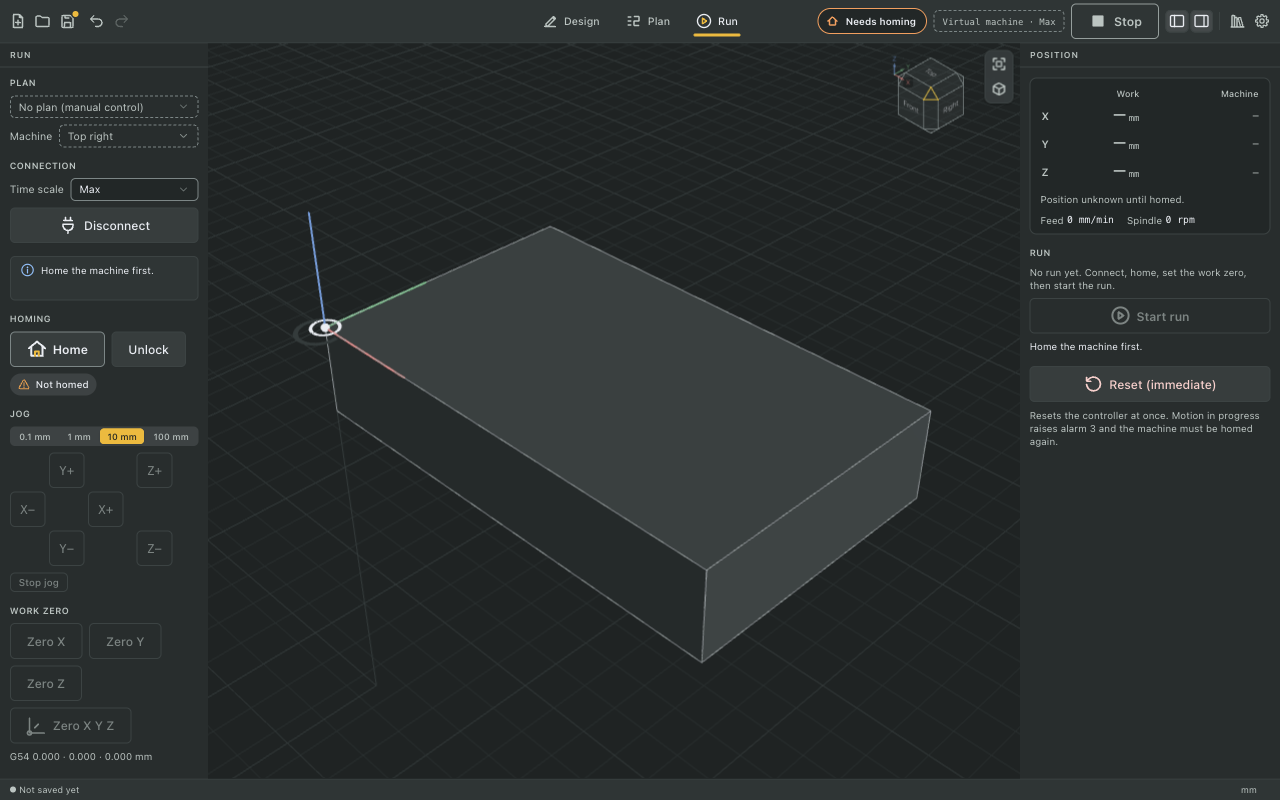 Design
Plan
Run
Needs homing
Virtual machine · Max
Stop
RUN
PLAN
No plan (manual control)
Machine
Top right
CONNECTION
Time scale
Max
Disconnect
Home the machine first.
HOMING
Home
Unlock
Not homed
JOG
0.1 mm
1 mm
10 mm
100 mm
Y+
Z+
X−
X+
Y−
Z−
Stop jog
WORK ZERO
Zero X
Zero Y
Zero Z
Zero X Y Z
G54 0.000 · 0.000 · 0.000 mm
Top
Front
Right
POSITION
Work
Machine
X — mm –
Y — mm –
Z — mm –
Position unknown until homed.
Feed 0 mm/min Spindle 0 rpm
RUN
No run yet. Connect, home, set the work zero,
then start the run.
Start run
Home the machine first.
Reset (immediate)
Resets the controller at once. Motion in progress
raises alarm 3 and the machine must be homed
again.
Not saved yet
mm